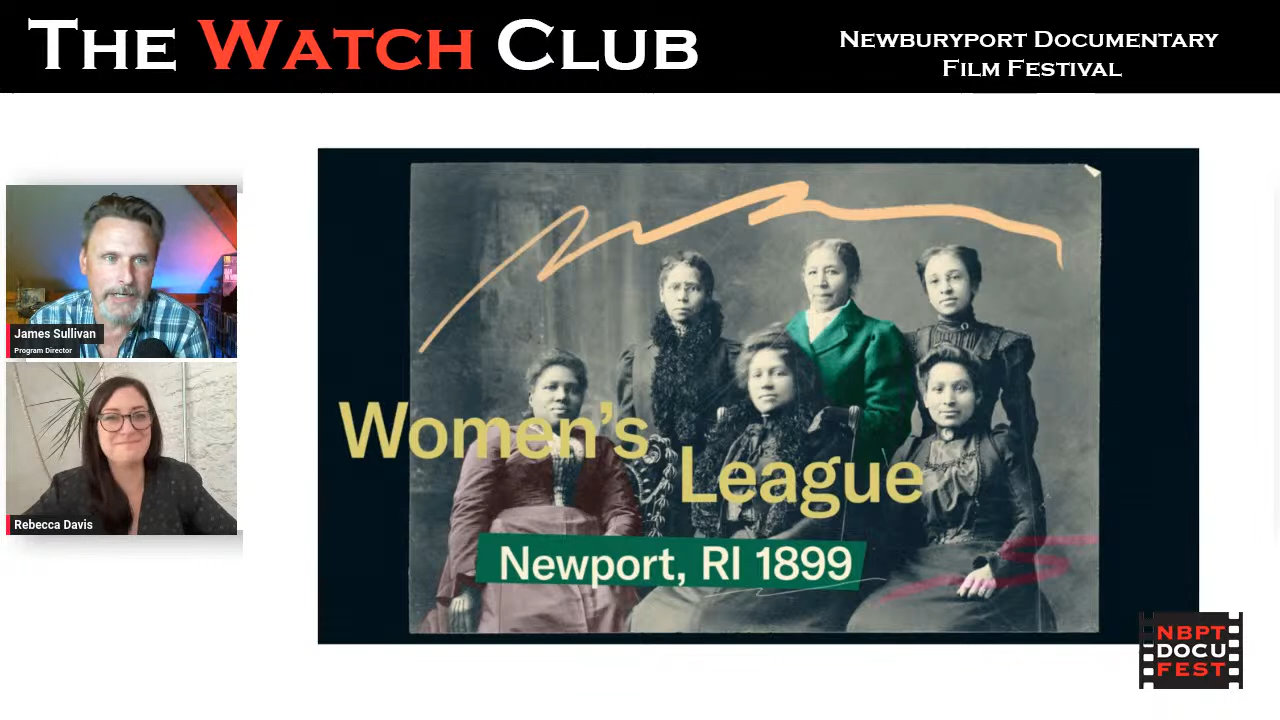 THE WATCH CLUB
NEWBURYPORT DOCUMENTARY
FILM FESTIVAL
James Sullivan
Program Director
Rebecca Davis
Women's
League
Newport, RI 1899
NBPT
DOCU
FEST